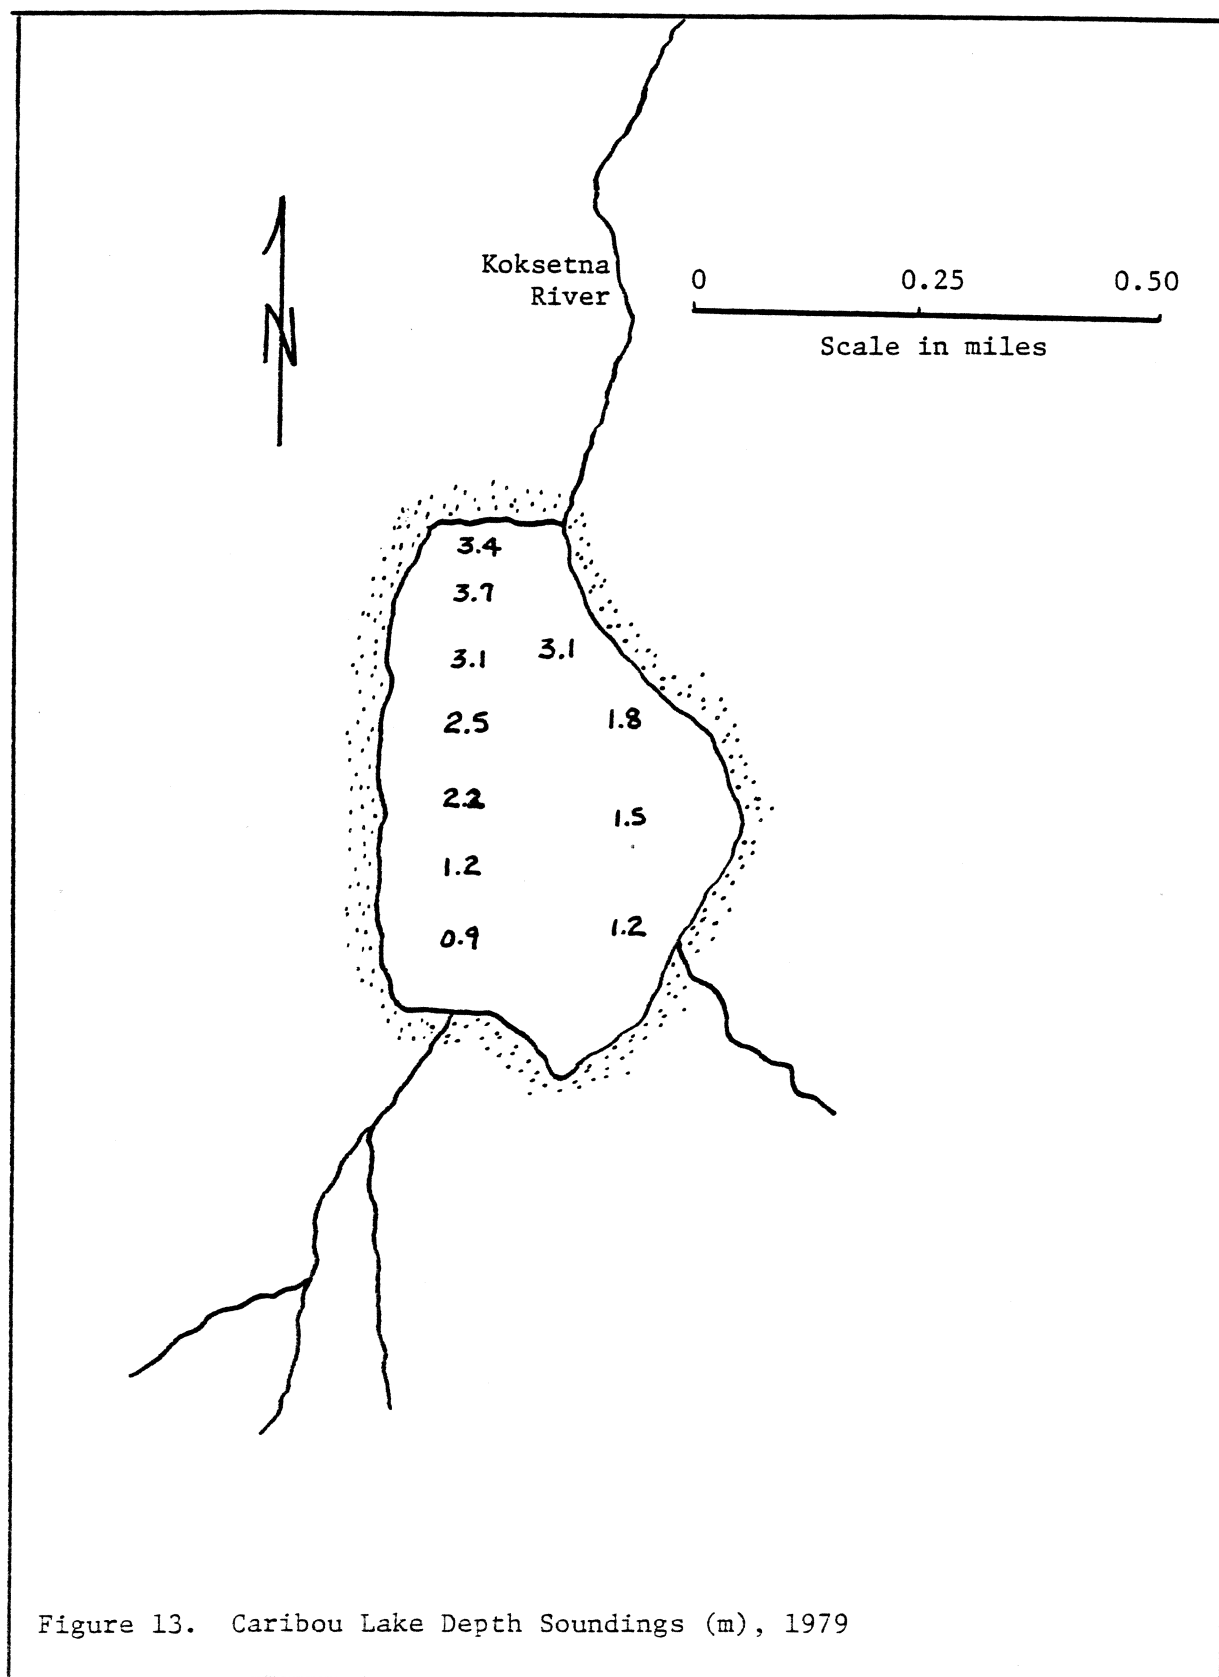 N
Koksetna
River
0 0.25 0.50
Scale in miles
3.4
3.7
3.1 3.1
2.5 1.8
2.2 1.5
1.2
0.9 1.2
Figure 13. Caribou Lake Depth Soundings (m), 1979